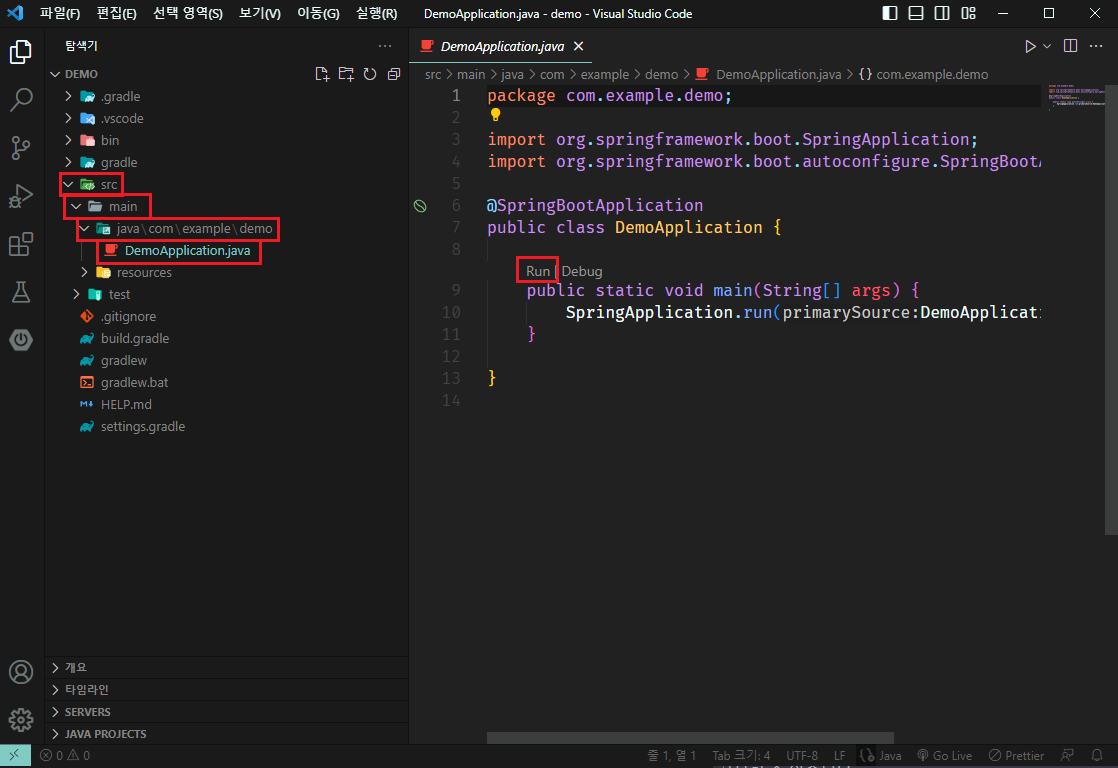 파일(F) 편집(E) 선택 영역(S) 보기(V) 이동(G) 실행(R) DemoApplication.java - demo - Visual Studio Code
탐색기
DEMO
.gradle
.vscode
bin
gradle
src
main
java\com\example\demo
DemoApplication.java
resources
test
.gitignore
build.gradle
gradlew
gradlew.bat
HELP.md
settings.gradle
개요
타임라인
SERVERS
JAVA PROJECTS
DemoApplication.java
src > main > java > com > example > demo > DemoApplication.java > {} com.example.demo
1 package com.example.demo;
2
3 import org.springframework.boot.SpringApplication;
4 import org.springframework.boot.autoconfigure.SpringBootA
5
6 @SpringBootApplication
7 public class DemoApplication {
8
Run | Debug
9 public static void main(String[] args) {
10 SpringApplication.run(primarySource:DemoApplicat
11 }
12
13 }
14
0 0 줄 1, 열 1 Tab 크기: 4 UTF-8 LF Java Go Live Prettier